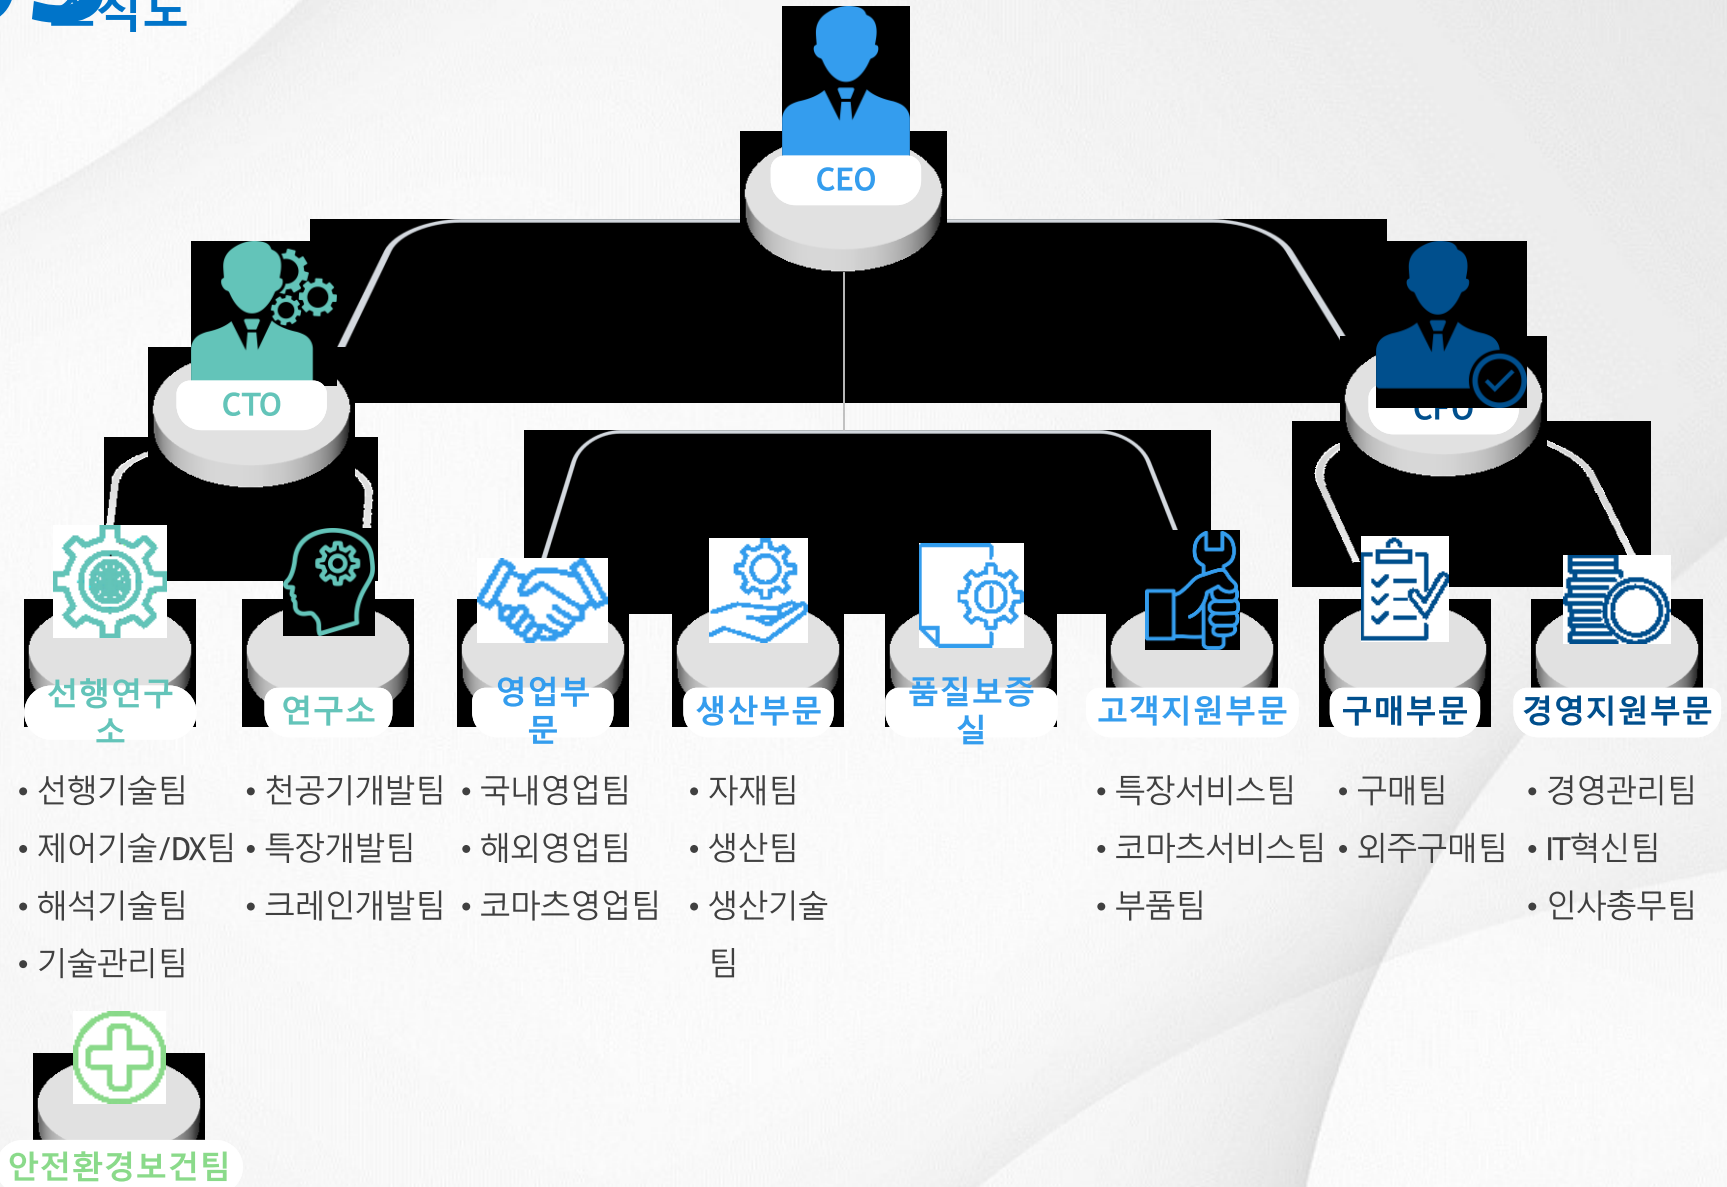 CEO
CTO
CFO
선행연구
소
연구소
영업부
문
생산부문
품질보증
실
고객지원부문
구매부문
경영지원부문
• 선행기술팀
• 제어기술/DX팀
• 해석기술팀
• 기술관리팀
• 천공기개발팀
• 특장개발팀
• 크레인개발팀
• 국내영업팀
• 해외영업팀
• 코마츠영업팀
• 자재팀
• 생산팀
• 생산기술
팀
• 특장서비스팀
• 코마츠서비스팀
• 부품팀
• 구매팀
• 외주구매팀
• 경영관리팀
• IT혁신팀
• 인사총무팀
안전환경보건팀